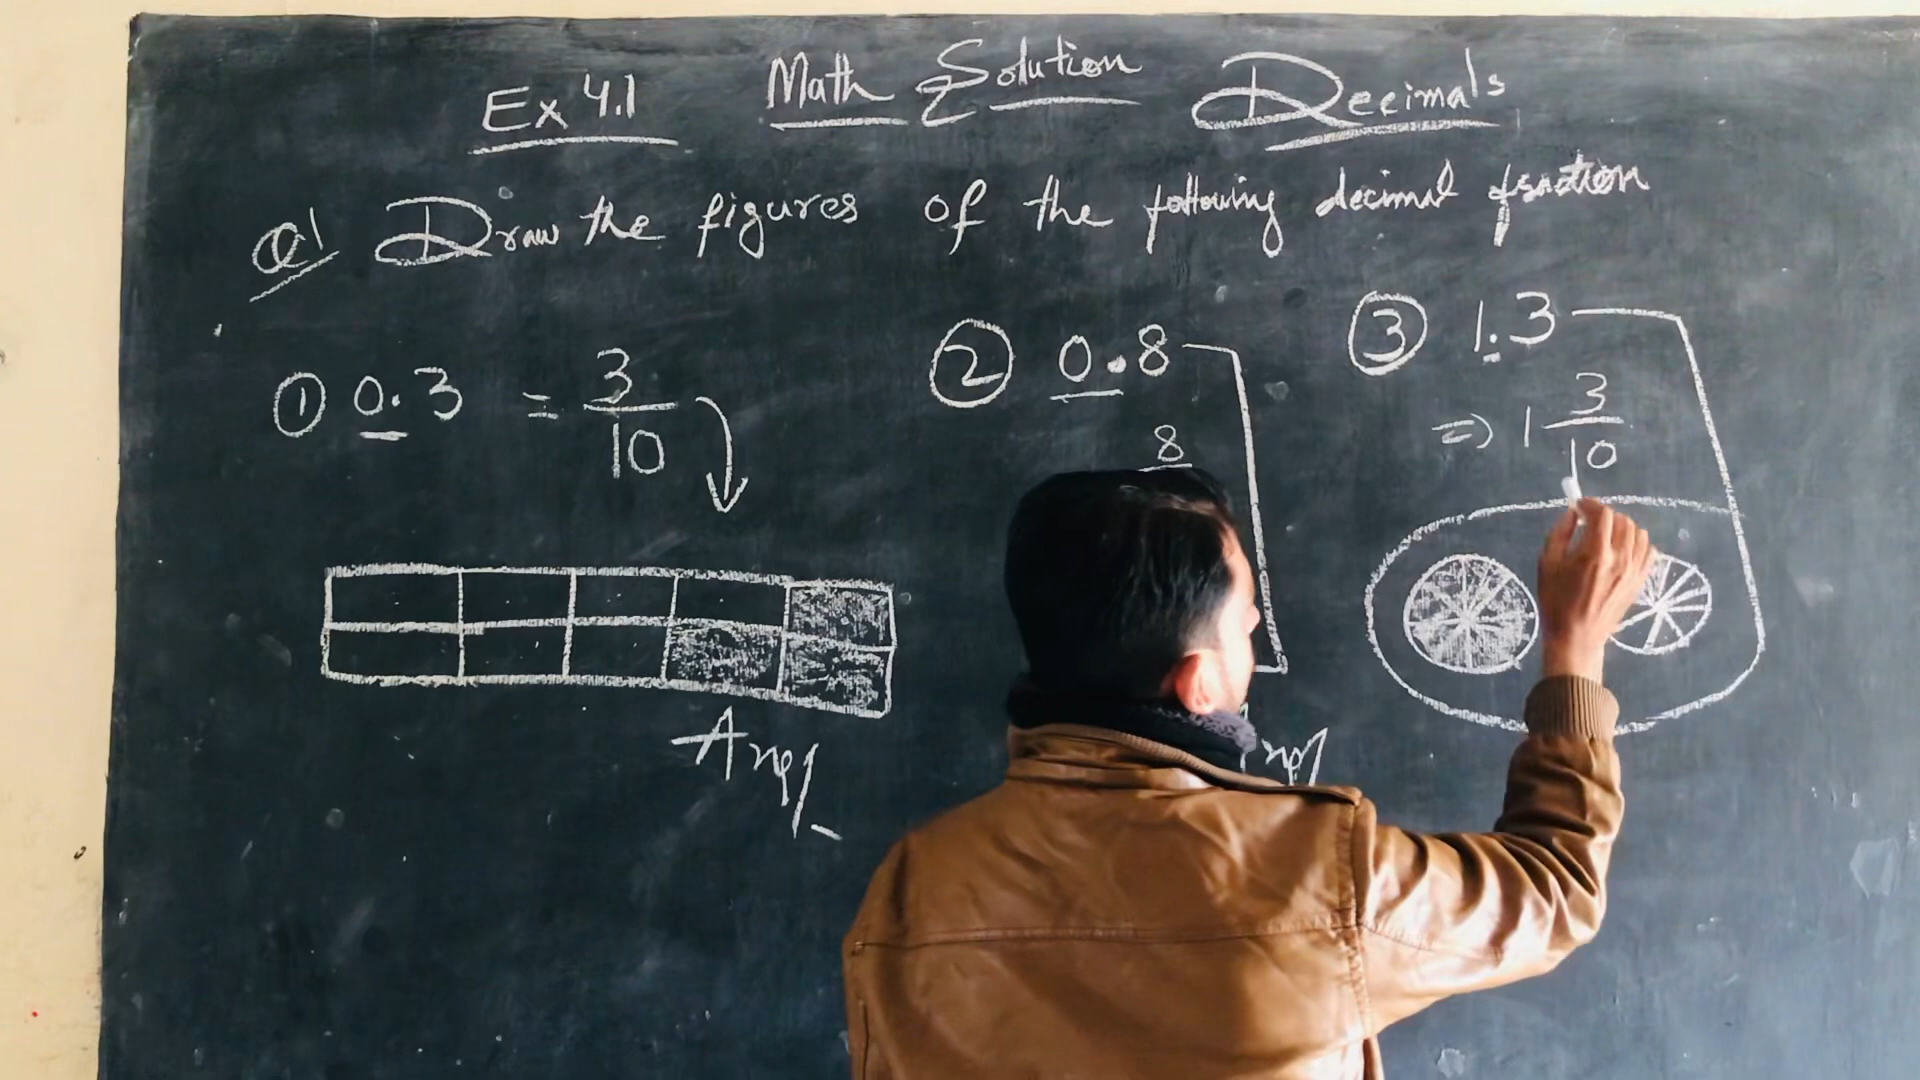 Ex 4.1 Math Solution Decimals
Q1 Draw the figures of the following decimal fraction
① 0.3 = 3/10
② 0.8
8
③ 1.3
⇒ 1 3/10
Ans